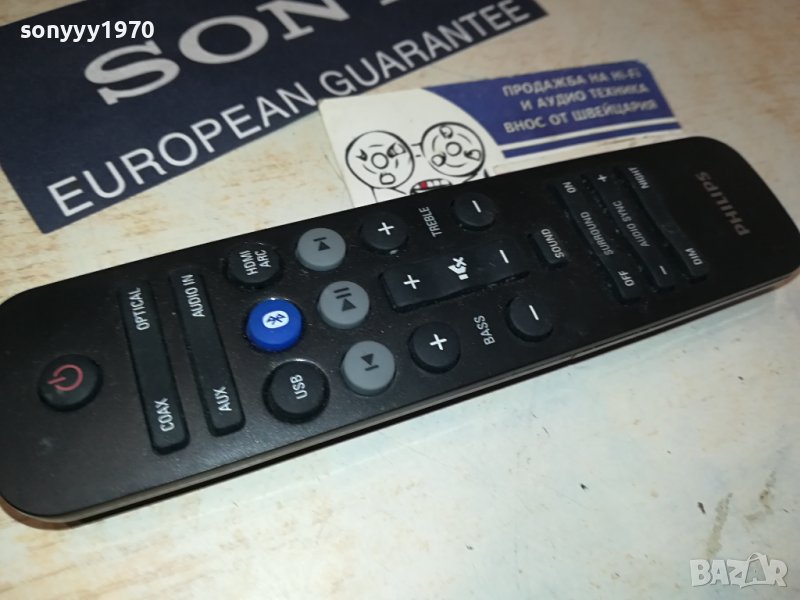 sonyyy1970
SON
EUROPEAN GUARANTEE
ПРОДАЖБА НА HI-FI
И АУДИО ТЕХНИКА
ВНОС ОТ ШВЕЙЦАРИЯ
COAX OPTICAL
AUX AUDIO IN
USB
HDMI
ARC
+ TREBLE -
+ -
+ BASS -
SOUND
OFF SURROUND ON
- AUDIO SYNC +
DIM NIGHT
PHILIPS
BAZAR